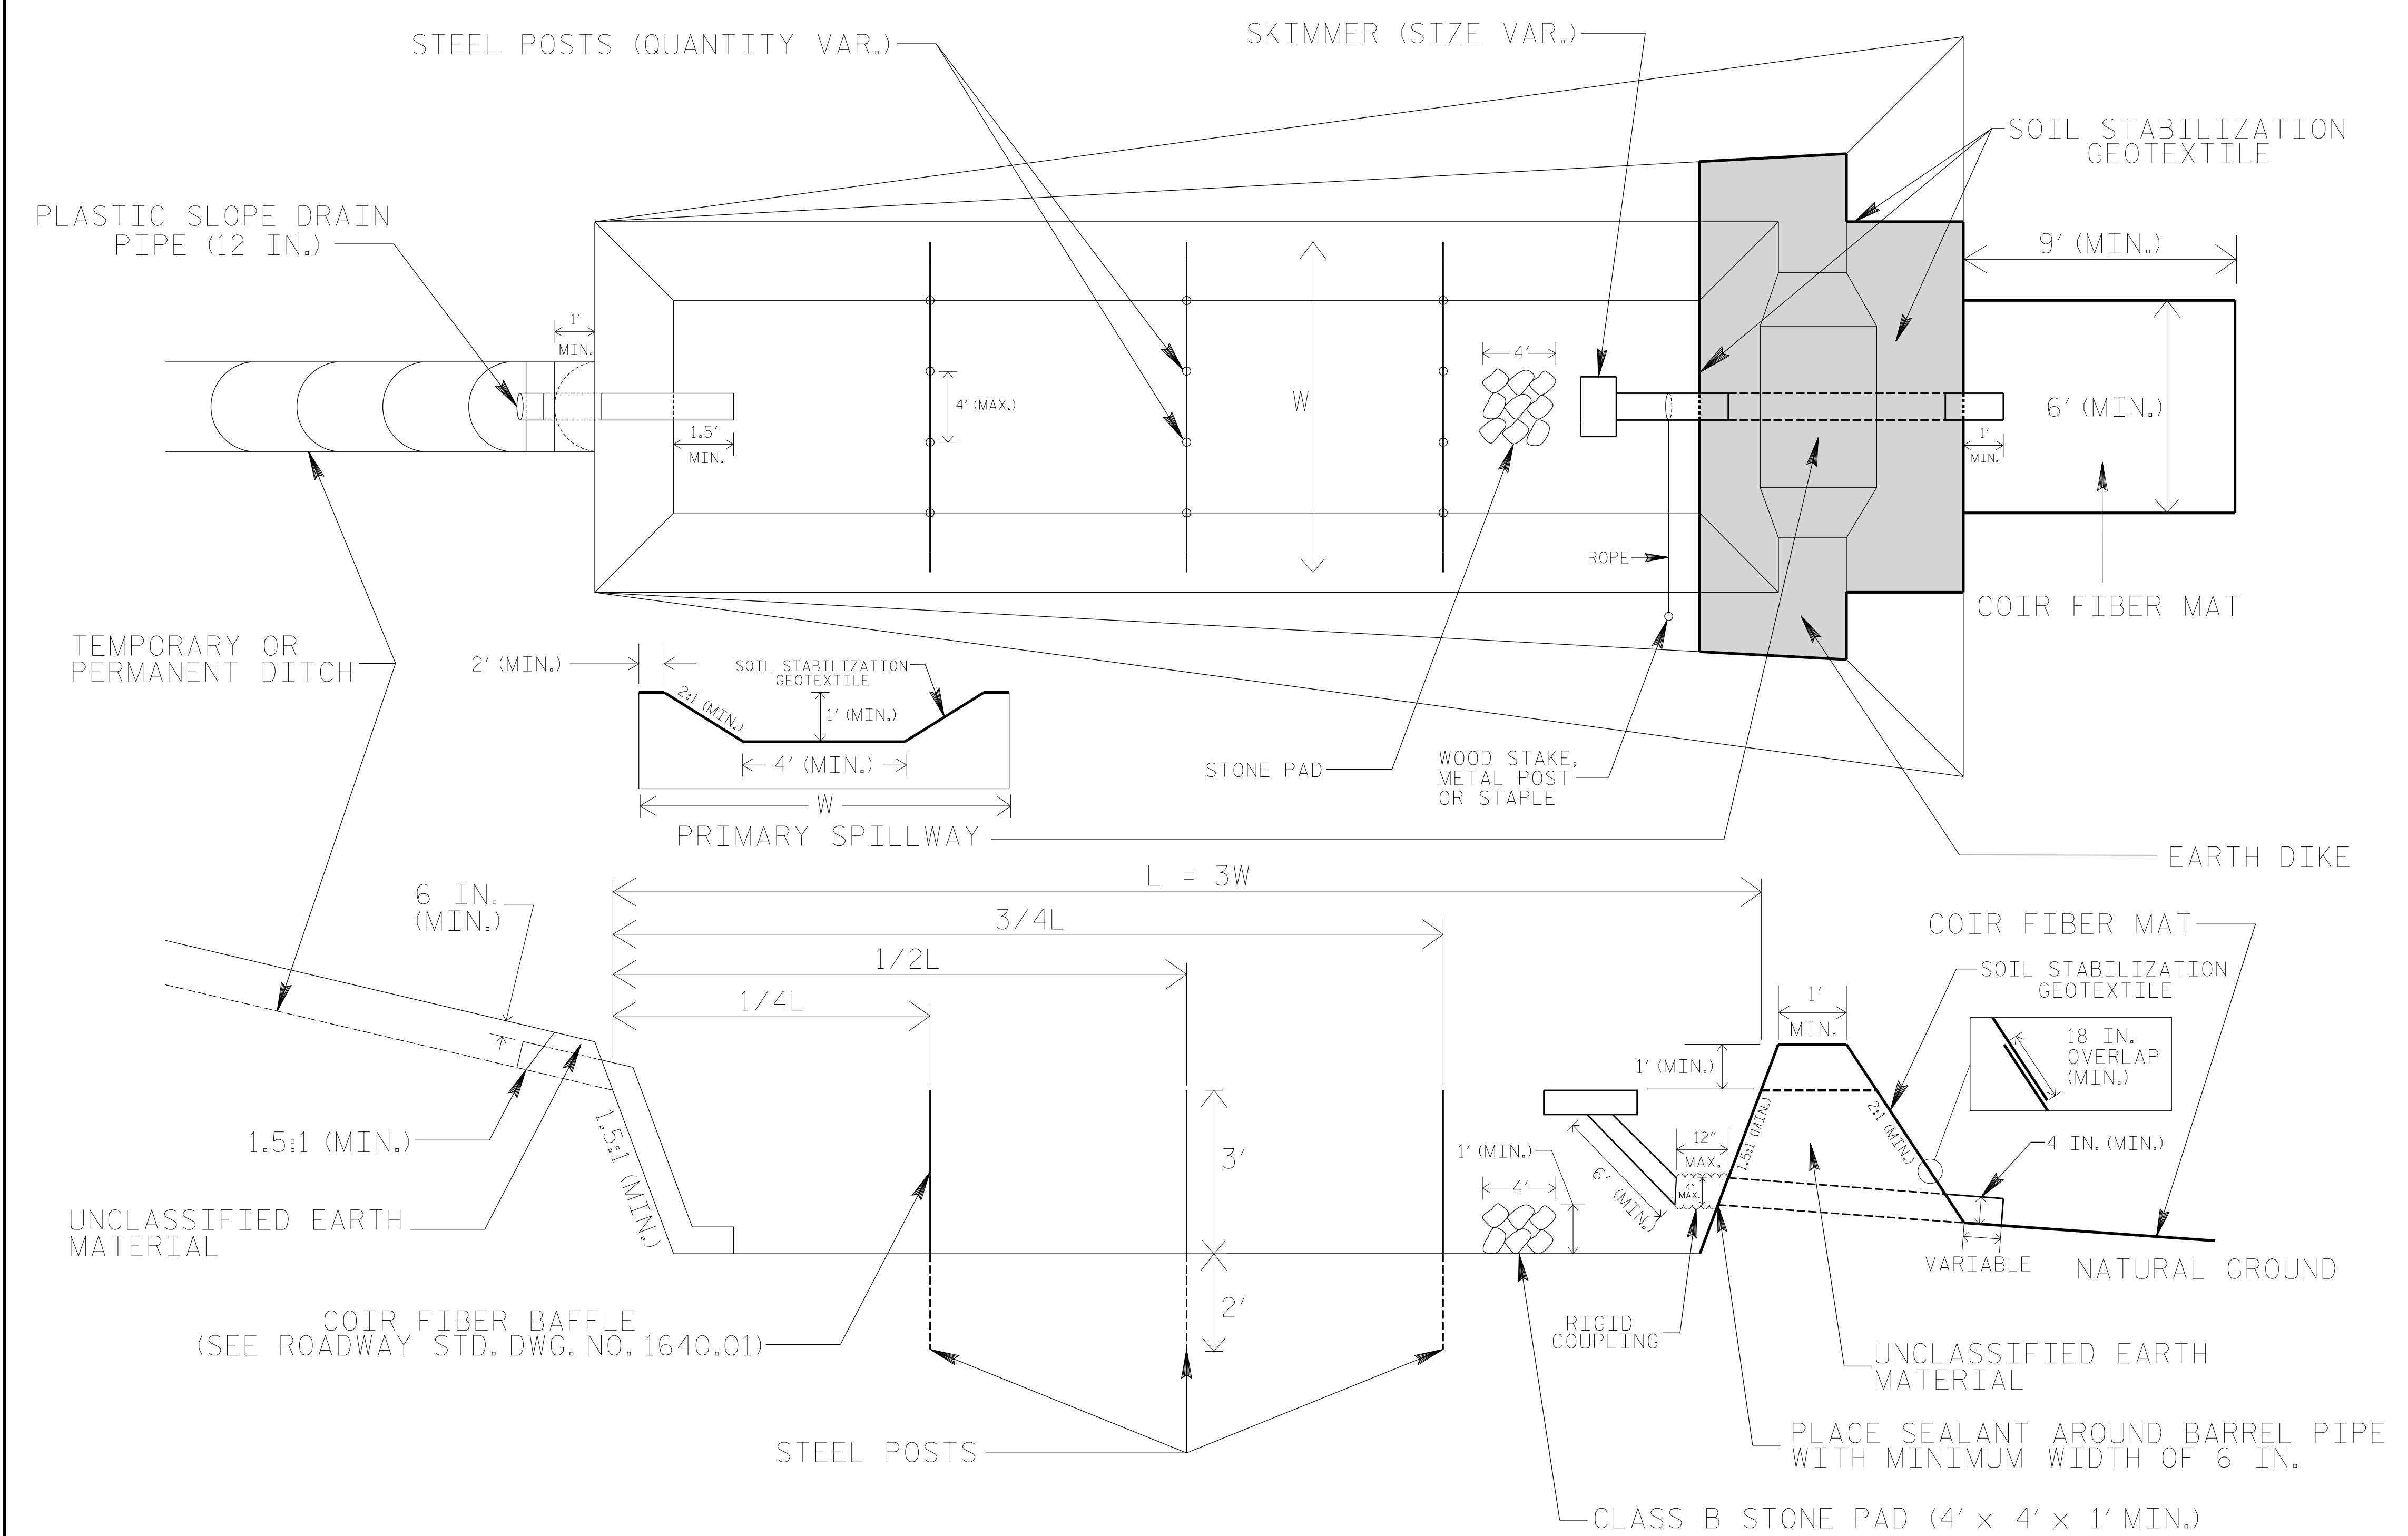 STEEL POSTS (QUANTITY VAR.)
SKIMMER (SIZE VAR.)
SOIL STABILIZATION
GEOTEXTILE
PLASTIC SLOPE DRAIN
PIPE (12 IN.)
9' (MIN.)
1'
MIN.
4'
4' (MAX.)
W
6' (MIN.)
1.5'
MIN.
1'
MIN.
ROPE
COIR FIBER MAT
TEMPORARY OR
PERMANENT DITCH
2' (MIN.)
SOIL STABILIZATION
GEOTEXTILE
2:1 (MIN.)
1' (MIN.)
4' (MIN.)
W
PRIMARY SPILLWAY
STONE PAD
WOOD STAKE,
METAL POST
OR STAPLE
EARTH DIKE
L = 3W
6 IN.
(MIN.)
3/4L
COIR FIBER MAT
1/2L
SOIL STABILIZATION
GEOTEXTILE
1/4L
1'
MIN.
18 IN.
OVERLAP
(MIN.)
1' (MIN.)
1.5:1 (MIN.)
1.5:1 (MIN.)
3'
1' (MIN.)
4'
6' (MIN.)
12"
MAX.
4"
MAX.
1.5:1 (MIN.)
2:1 (MIN.)
4 IN. (MIN.)
UNCLASSIFIED EARTH
MATERIAL
VARIABLE
NATURAL GROUND
2'
COIR FIBER BAFFLE
(SEE ROADWAY STD. DWG. NO. 1640.01)
RIGID
COUPLING
UNCLASSIFIED EARTH
MATERIAL
STEEL POSTS
PLACE SEALANT AROUND BARREL PIPE
WITH MINIMUM WIDTH OF 6 IN.
CLASS B STONE PAD (4' x 4' x 1' MIN.)